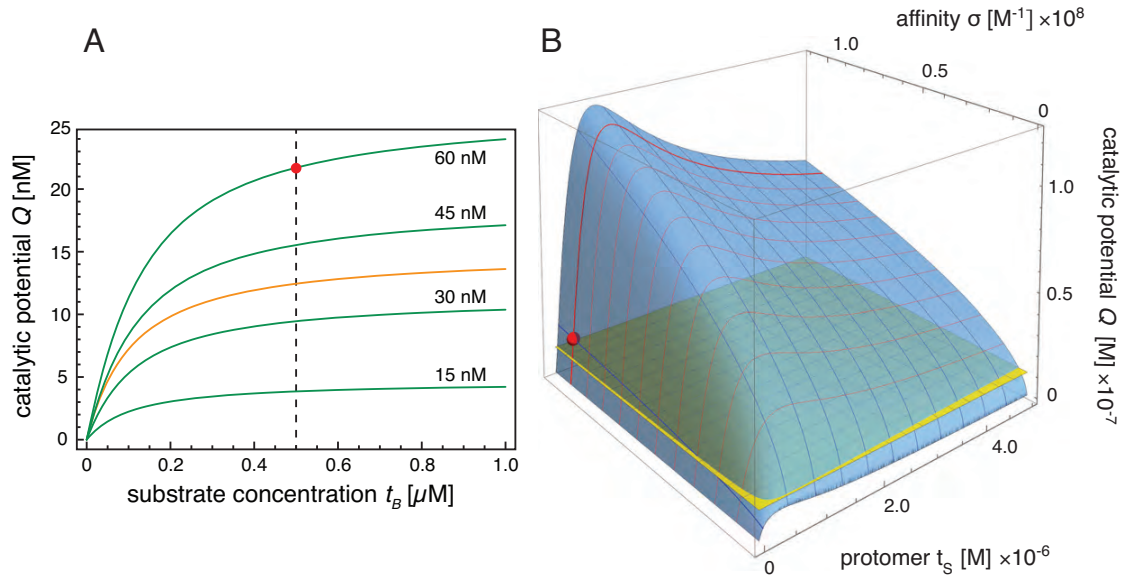 A
catalytic potential Q [nM]
25
20
15
10
5
0
60 nM
45 nM
30 nM
15 nM
0
0.2
0.4
0.6
0.8
1.0
substrate concentration t_B [µM]
B
affinity σ [M⁻¹] ×10⁸
1.0
0.5
0
catalytic potential Q [M] ×10⁻⁷
1.0
0.5
0
4.0
2.0
0
protomer t_S [M] ×10⁻⁶